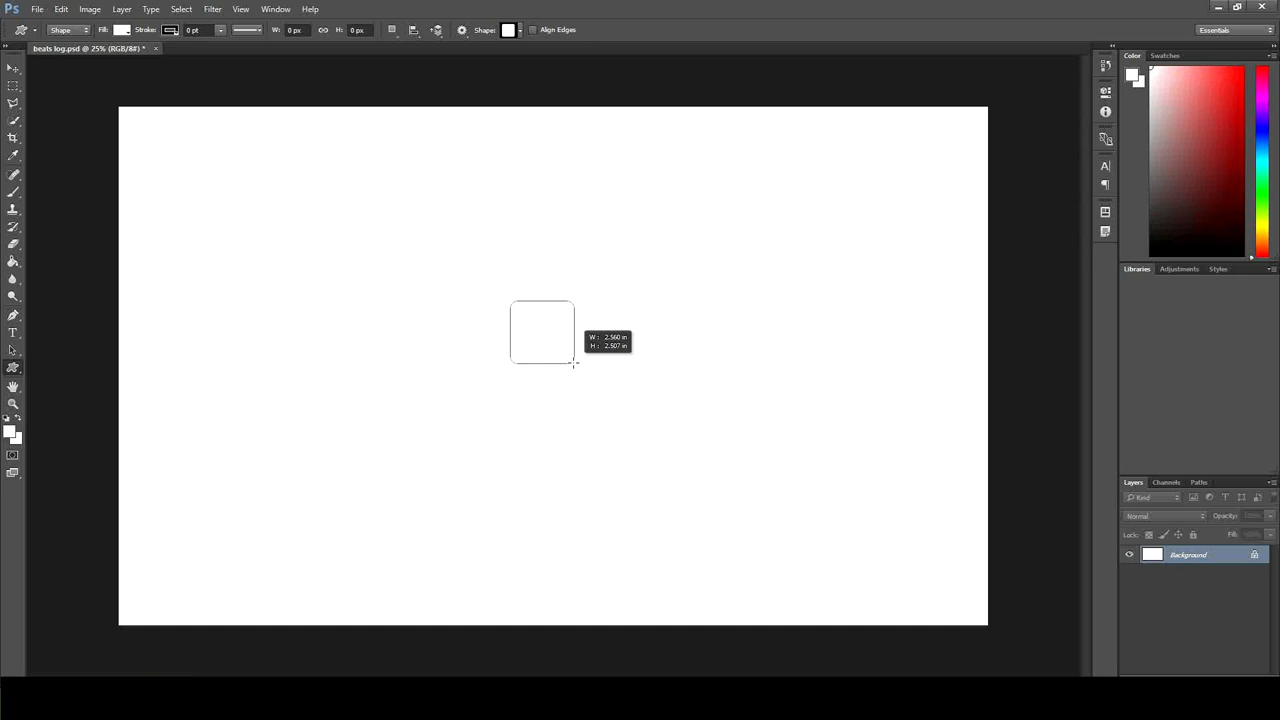 Ps File Edit Image Layer Type Select Filter View Window Help
Shape Fill: Stroke: 0 pt W: 0 px H: 0 px Shape: Align Edges Essentials
beats log.psd @ 25% (RGB/8#) * ×
Color Swatches
W: 2.560 in
H: 2.507 in
Libraries Adjustments Styles
Layers Channels Paths
Kind
Normal Opacity:
Lock: Fill:
Background